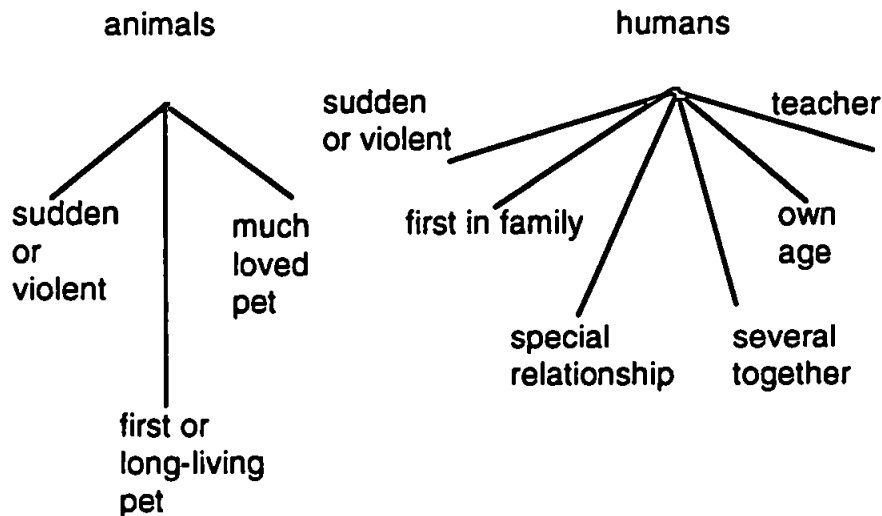 animals
sudden
or
violent
much
loved
pet
first or
long-living
pet
humans
sudden
or violent
teacher
first in family
own
age
special
relationship
several
together